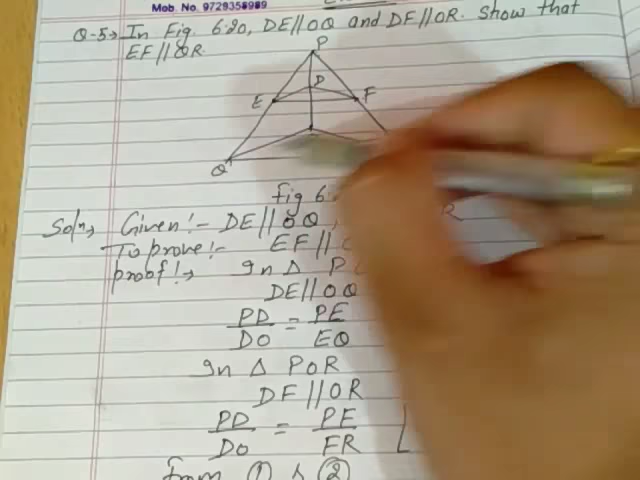 Mob. No. 9729358989
Q-5→ In Fig. 6.20, DE||OQ and DF||OR. Show that
EF||QR
P
D
E
F
Q
fig 6.
Soln→ Given!- DE||OQ,
R
To prove!- EF||
proof!→ In Δ P
DE||OQ
PD/DO = PE/EQ
In Δ POR
DF||OR
PD/DO = PF/FR [
from ① & ②